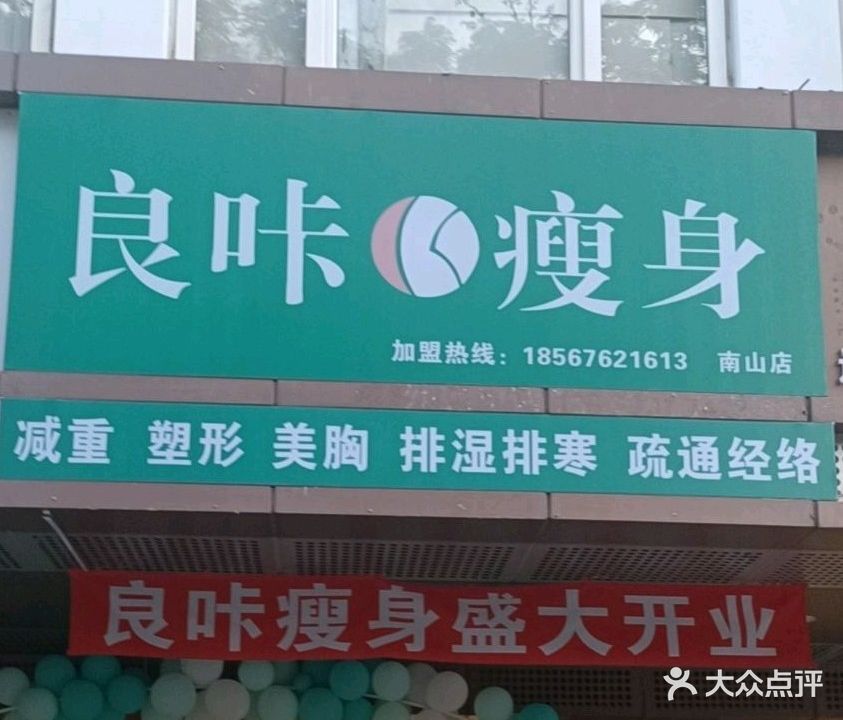 良咔瘦身
加盟热线：18567621613 南山店
减重 塑形 美胸 排湿排寒 疏通经络
良咔瘦身盛大开业
大众点评